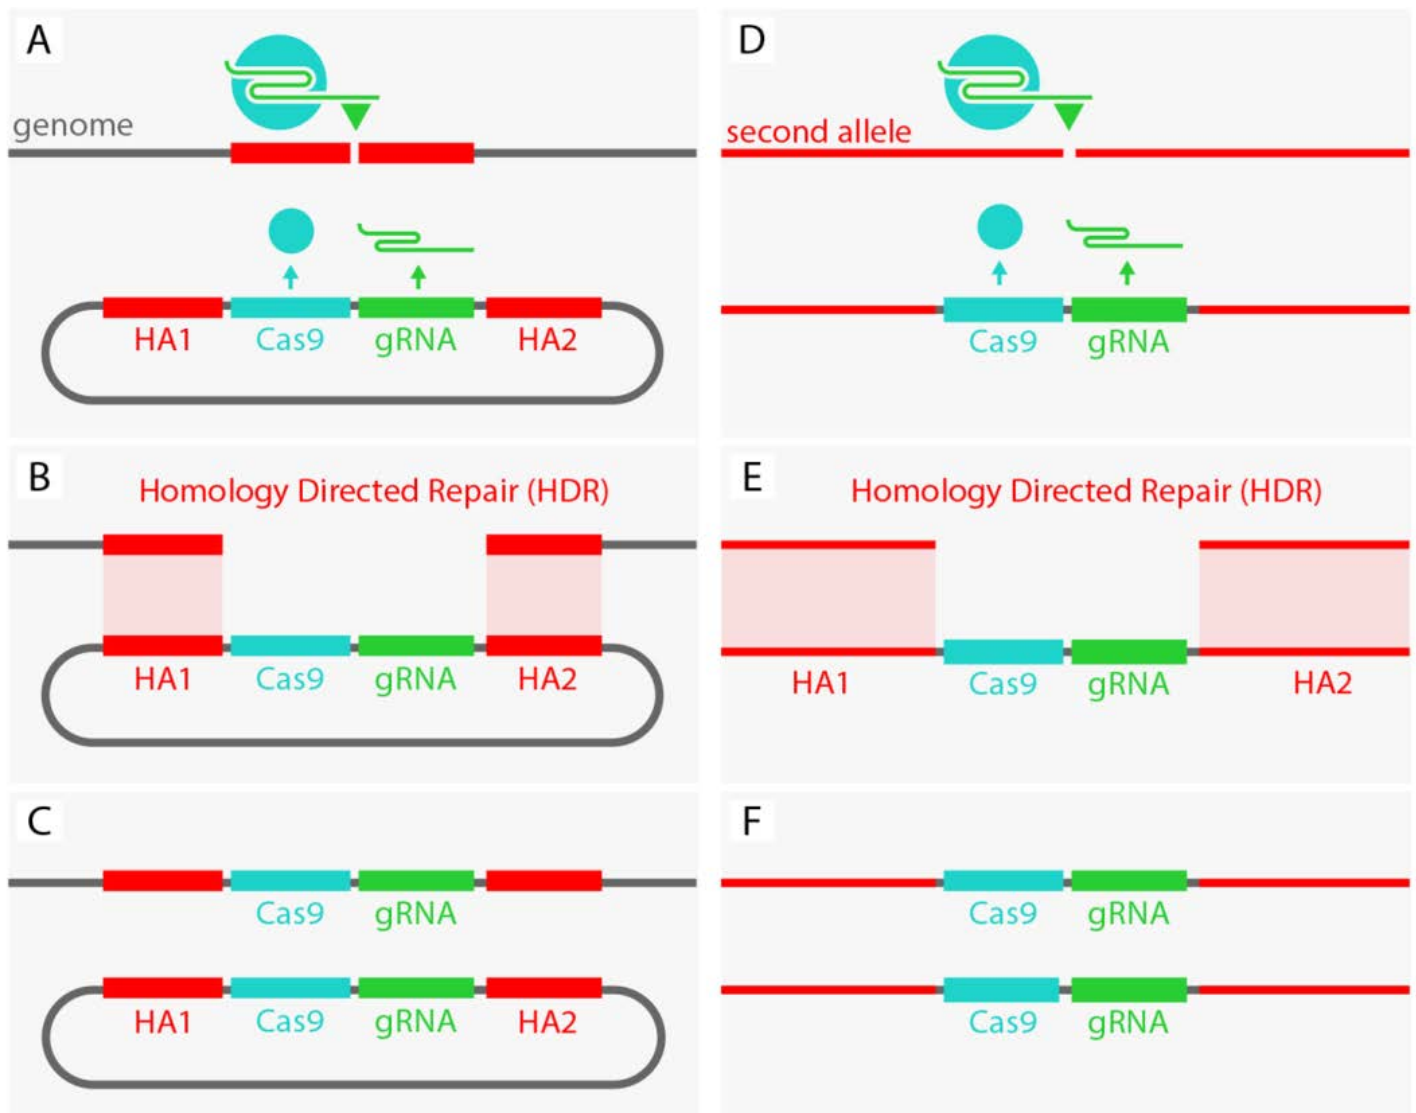 A
genome
HA1 Cas9 gRNA HA2
B
Homology Directed Repair (HDR)
HA1 Cas9 gRNA HA2
C
Cas9 gRNA
HA1 Cas9 gRNA HA2
D
second allele
Cas9 gRNA
E
Homology Directed Repair (HDR)
HA1 Cas9 gRNA HA2
F
Cas9 gRNA
Cas9 gRNA